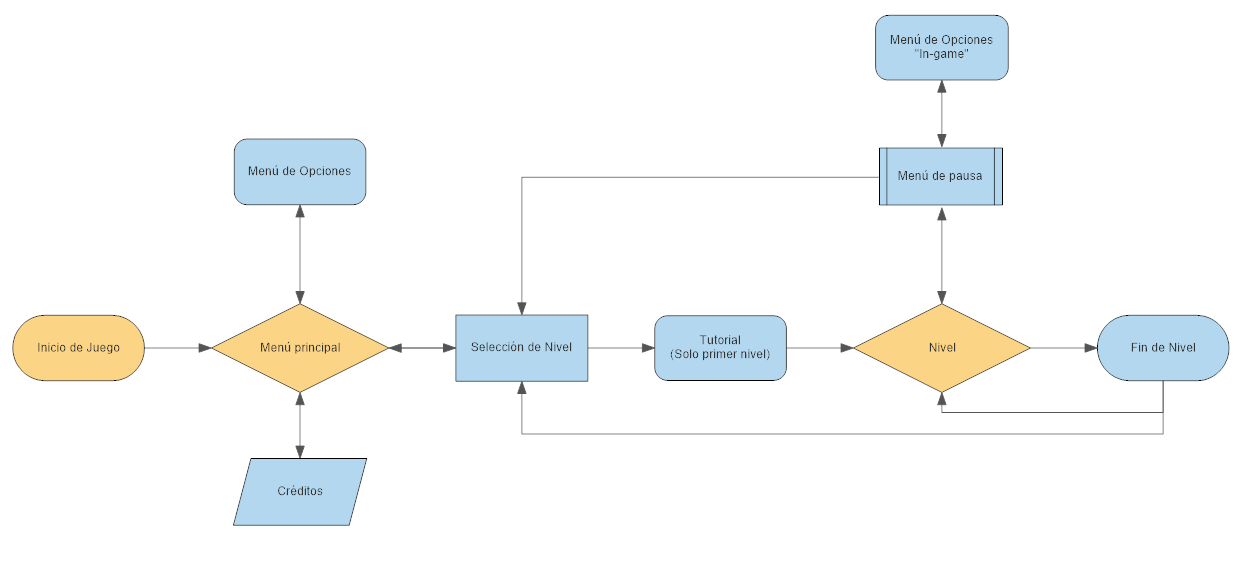 Menú de Opciones
"In-game"
Menú de Opciones
Menú de pausa
Inicio de Juego
Menú principal
Selección de Nivel
Tutorial
(Solo primer nivel)
Nivel
Fin de Nivel
Créditos